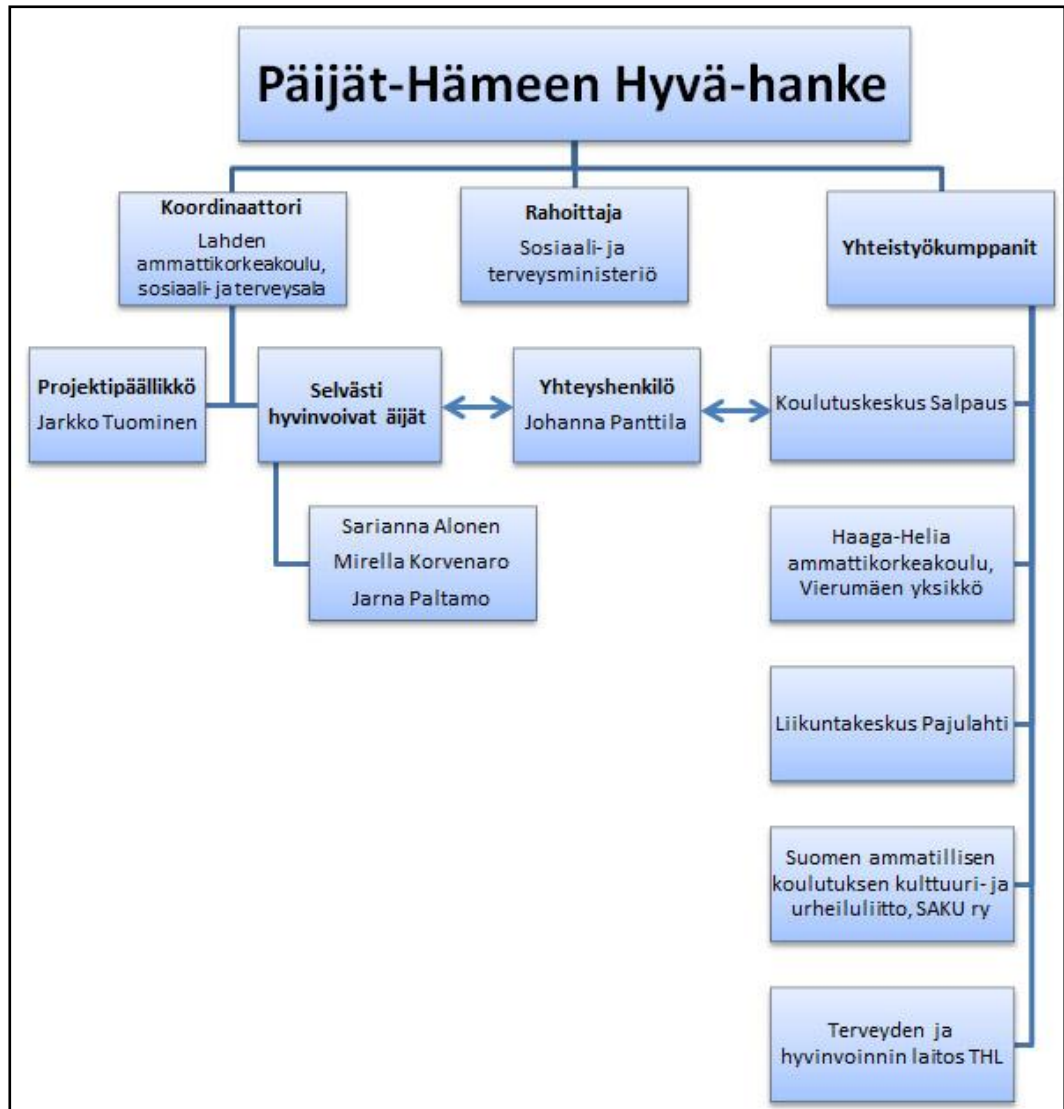 Päijät-Hämeen Hyvä-hanke
Koordinaattori
Lahden
ammattikorkeakoulu,
sosiaali- ja terveysala
Rahoittaja
Sosiaali- ja
terveysministeriö
Yhteistyökumppanit
Projektipäällikkö
Jarkko Tuominen
Selvästi
hyvinvoivat äijät
Yhteyshenkilö
Johanna Panttila
Koulutuskeskus Salpaus
Sarianna Alonen
Mirella Korvenaro
Jarna Paltamo
Haaga-Helia
ammattikorkeakoulu,
Vierumäen yksikkö
Liikuntakeskus Pajulahti
Suomen ammatillisen
koulutuksen kulttuuri- ja
urheiluliitto, SAKU ry
Terveyden ja
hyvinvoinnin laitos THL